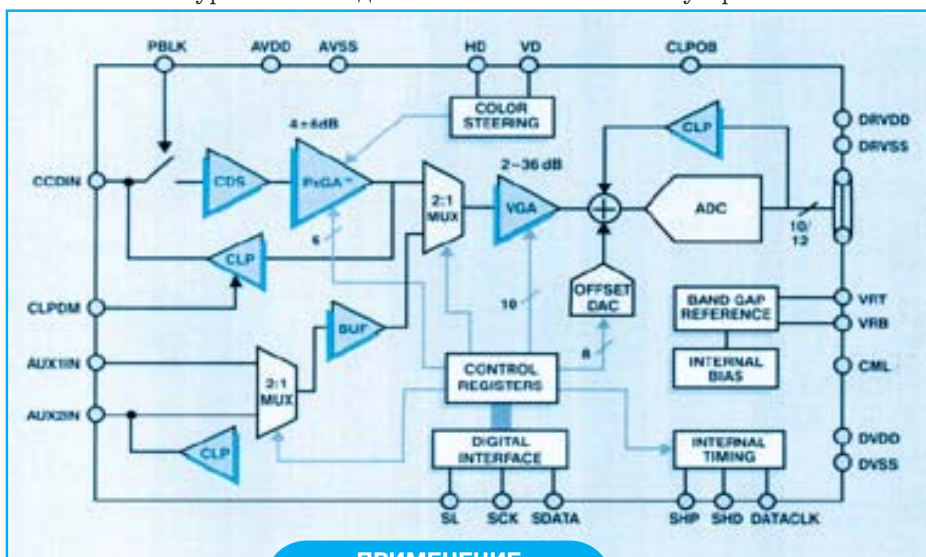 PBLK AVDD AVSS HD VD CLPOB
COLOR
STEERING
4±6dB
2–36 dB
CLP
DRVDD
DRVSS
CCDIN
CDS
PxGA™
2:1
MUX
VGA
ADC
10/
12
6
CLP
CLPDM
OFFSET
DAC
10
8
BAND GAP
REFERENCE
VRT
VRB
INTERNAL
BIAS
CML
BUF
AUX1IN
2:1
MUX
CONTROL
REGISTERS
AUX2IN
CLP
DIGITAL
INTERFACE
INTERNAL
TIMING
DVDD
DVSS
SL SCK SDATA SHP SHD DATACLK
ПРИМЕНЕНИЕ